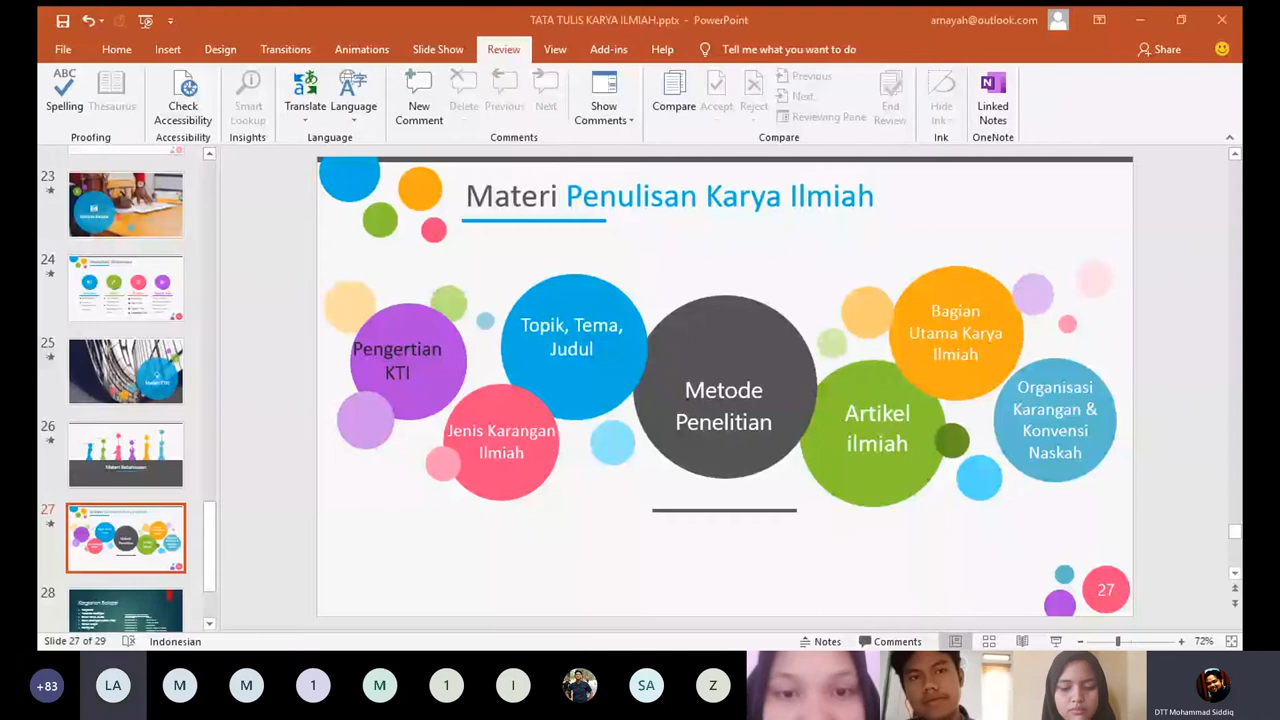 TATA TULIS KARYA ILMIAH.pptx - PowerPoint
arnayah@outlook.com
File Home Insert Design Transitions Animations Slide Show Review View Add-ins Help Tell me what you want to do Share
ABC
Spelling
Thesaurus
Check
Accessibility
Smart
Lookup
Translate
Language
New
Comment
Delete
Previous
Next
Show
Comments
Compare
Accept
Reject
Previous
Next
Reviewing Pane
End
Review
Hide
Ink
Linked
Notes
Proofing Accessibility Insights Language Comments Compare Ink OneNote
23
24
25
26
Materi Kebahasaan
27
28
Kegiatan Belajar
Materi Penulisan Karya Ilmiah
Pengertian
KTI
Jenis Karangan
Ilmiah
Topik, Tema,
Judul
Metode
Penelitian
Artikel
ilmiah
Bagian
Utama Karya
Ilmiah
Organisasi
Karangan &
Konvensi
Naskah
27
Slide 27 of 29 Indonesian Notes Comments 72%
+83 LA M M 1 M 1 I SA Z
DTT Mohammad Siddiq